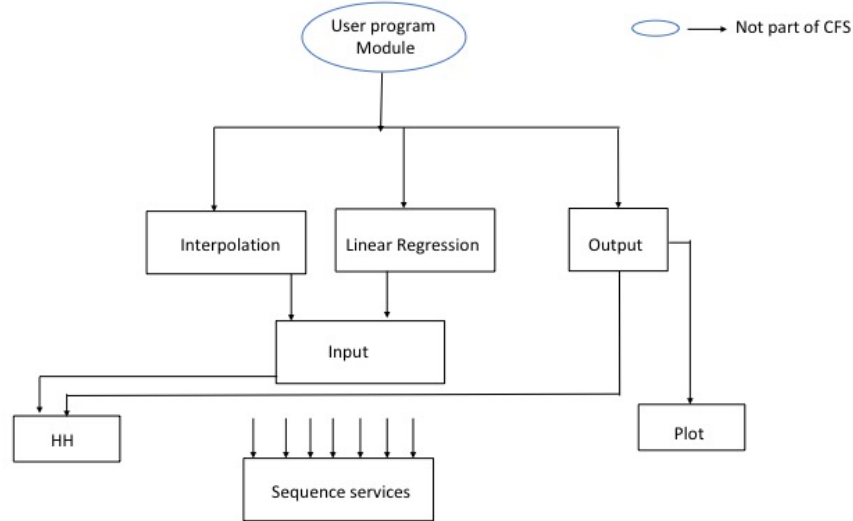 User program
Module
Not part of CFS
Interpolation
Linear Regression
Output
Input
HH
Plot
Sequence services